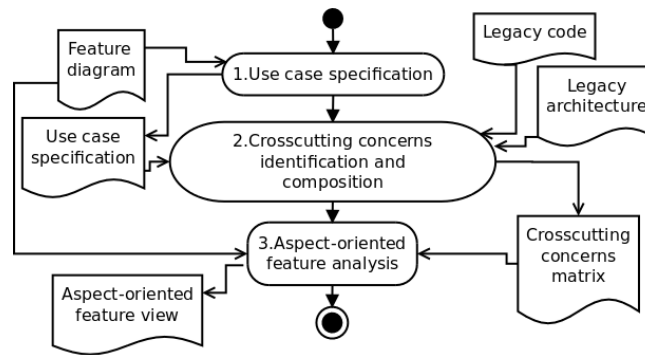 Feature
diagram
Legacy code
1.Use case specification
Legacy
architecture
Use case
specification
2.Crosscutting concerns
identification and
composition
3.Aspect-oriented
feature analysis
Crosscutting
concerns
matrix
Aspect-oriented
feature view